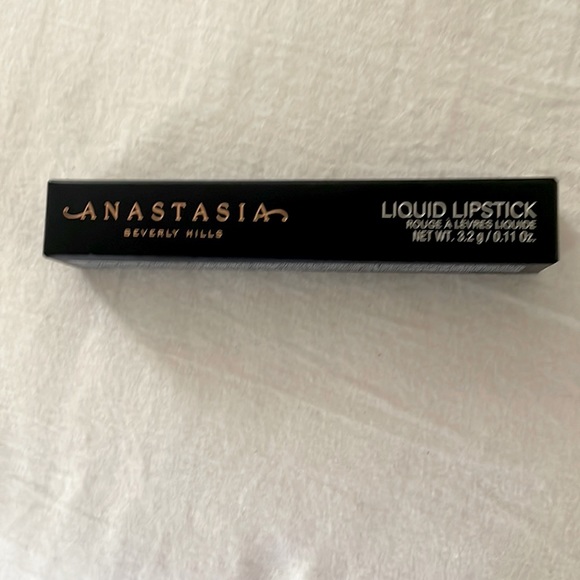 ANASTASIA
BEVERLY HILLS
LIQUID LIPSTICK
ROUGE À LÈVRES LIQUIDE
NET WT. 3.2 g / 0.11 Oz.